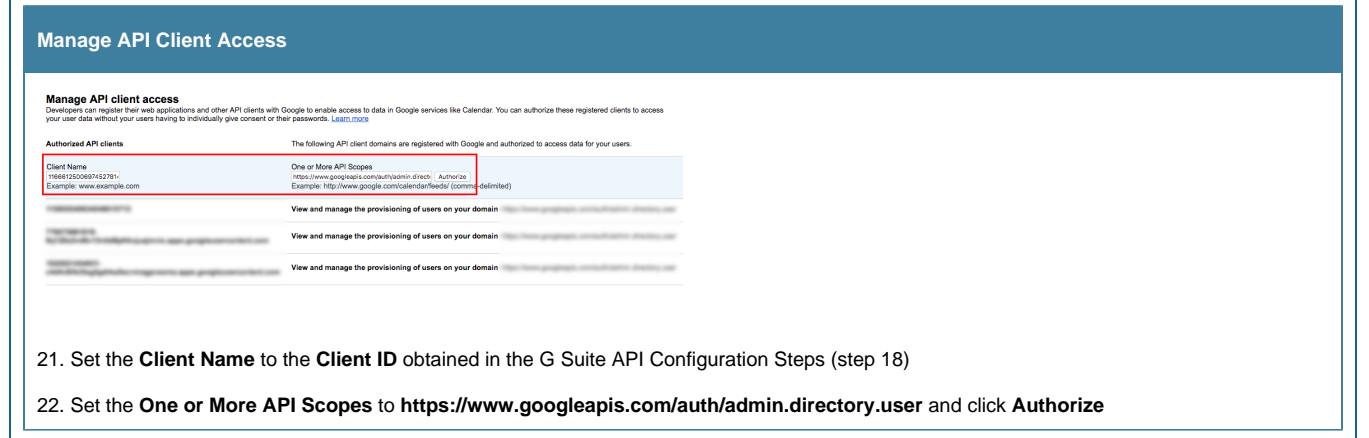 Manage API Client Access
Manage API client access
Developers can register their web applications and other API clients with Google to enable access to data in Google services like Calendar. You can authorize these registered clients to access
your user data without your users having to individually give consent or their passwords. Learn more
Authorized API clients The following API client domains are registered with Google and authorized to access data for your users.
Client Name One or More API Scopes
1166612500697452781 https://www.googleapis.com/auth/admin.direct Authorize
Example: www.example.com Example: http://www.google.com/calendar/feeds/ (comma-delimited)
View and manage the provisioning of users on your domain
View and manage the provisioning of users on your domain
View and manage the provisioning of users on your domain
21. Set the Client Name to the Client ID obtained in the G Suite API Configuration Steps (step 18)
22. Set the One or More API Scopes to https://www.googleapis.com/auth/admin.directory.user and click Authorize